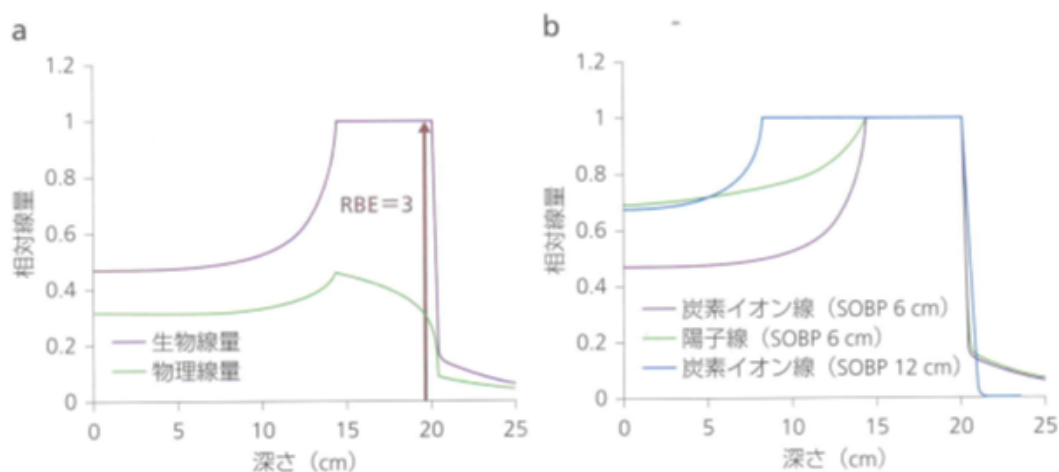 a
相対線量
1.2
1
0.8
0.6
0.4
0.2
0
RBE=3
生物線量
物理線量
0
5
10
15
20
25
深さ（cm）
b
相対線量
1.2
1
0.8
0.6
0.4
0.2
0
炭素イオン線（SOBP 6 cm）
陽子線（SOBP 6 cm）
炭素イオン線（SOBP 12 cm）
0
5
10
15
20
25
深さ（cm）